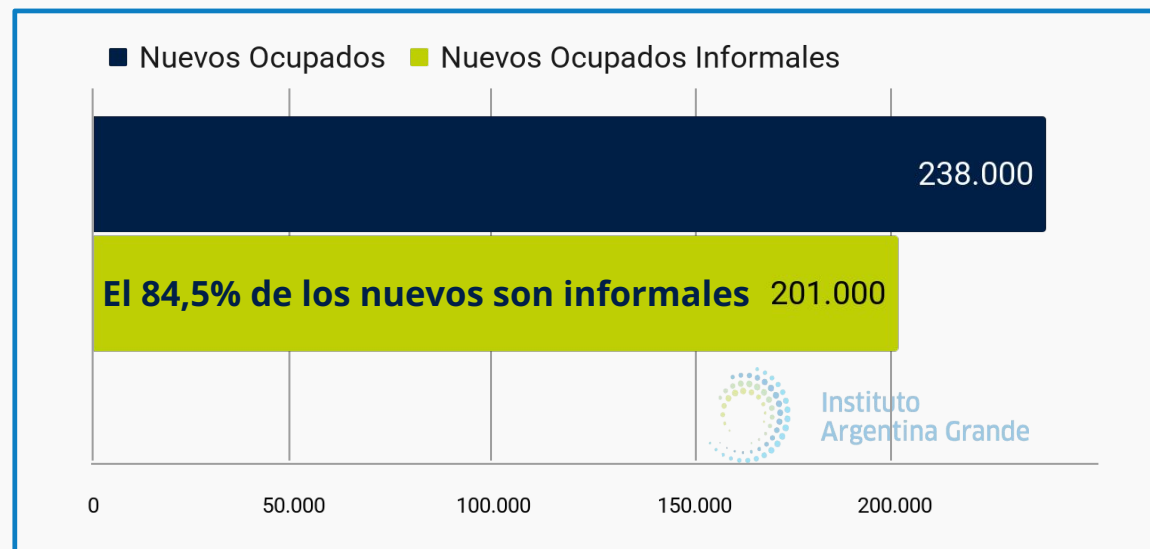 Nuevos Ocupados Nuevos Ocupados Informales
238.000
El 84,5% de los nuevos son informales 201.000
Instituto
Argentina Grande
0 50.000 100.000 150.000 200.000